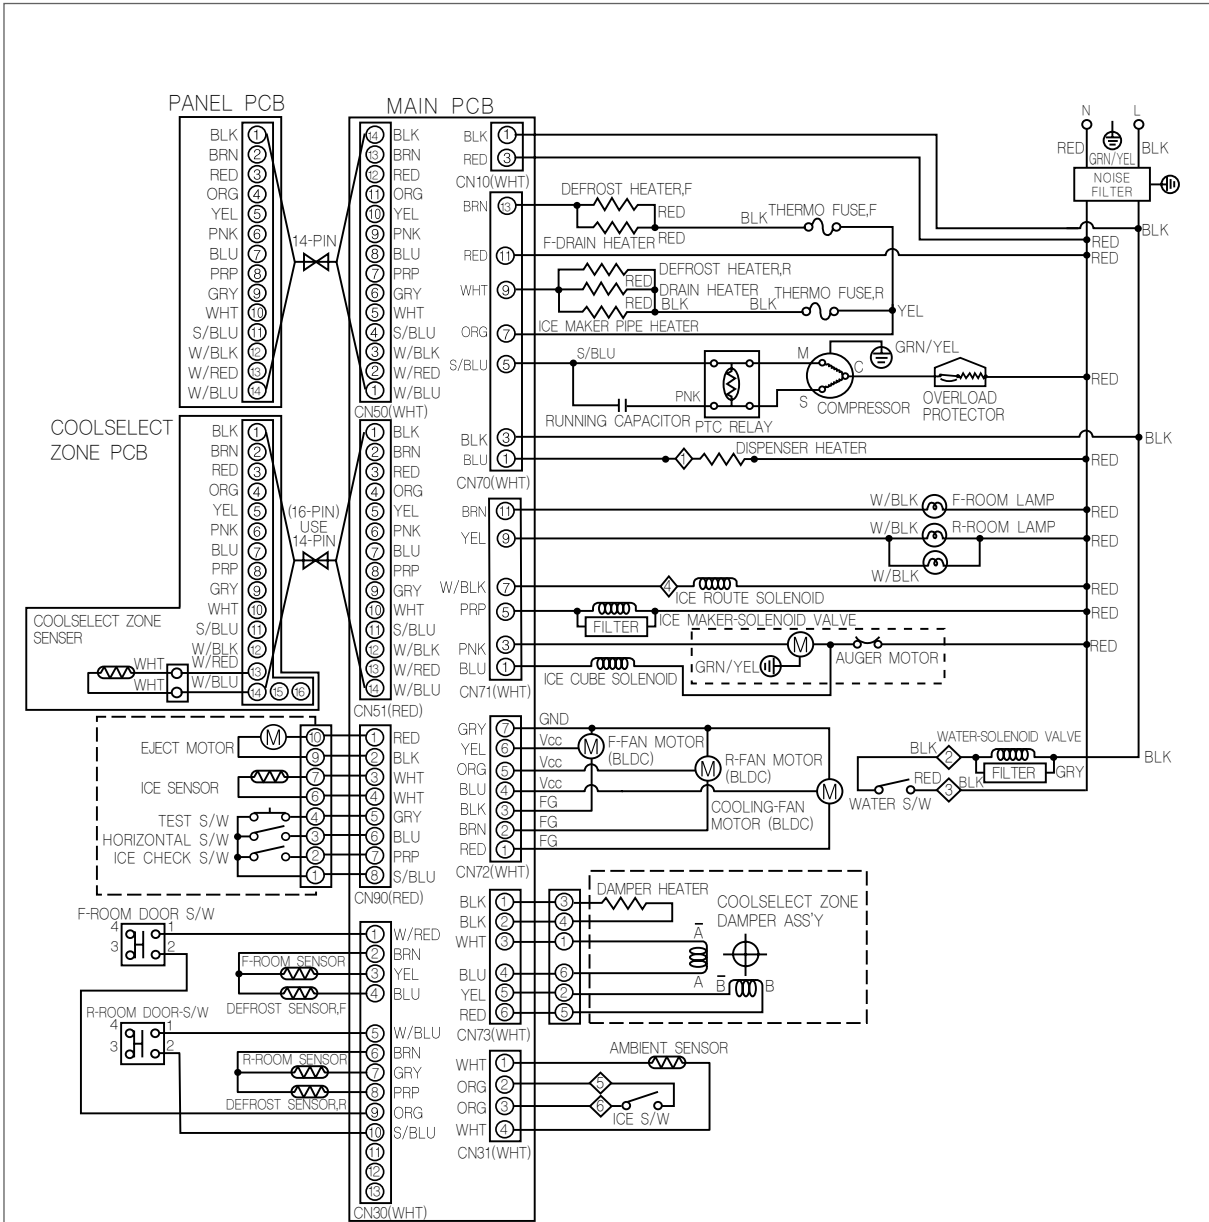 PANEL PCB
BLK 1
BRN 2
RED 3
ORG 4
YEL 5
PNK 6
BLU 7
PRP 8
GRY 9
WHT 10
S/BLU 11
W/BLK 12
W/RED 13
W/BLU 14
14-PIN
MAIN PCB
14 BLK
13 BRN
12 RED
11 ORG
10 YEL
9 PNK
8 BLU
7 PRP
6 GRY
5 WHT
4 S/BLU
3 W/BLK
2 W/RED
1 W/BLU
CN50(WHT)
COOLSELECT
ZONE PCB
BLK 1
BRN 2
RED 3
ORG 4
YEL 5
PNK 6
BLU 7
PRP 8
GRY 9
WHT 10
S/BLU 11
W/BLK 12
W/RED 13
W/BLU 14 15 16
(16-PIN)
USE
14-PIN
COOLSELECT ZONE
SENSER
WHT
WHT
1 BLK
2 BRN
3 RED
4 ORG
5 YEL
6 PNK
7 BLU
8 PRP
9 GRY
10 WHT
11 S/BLU
12 W/BLK
13 W/RED
14 W/BLU
CN51(RED)
EJECT MOTOR M 10
9
ICE SENSOR 7
6
TEST S/W 4
HORIZONTAL S/W 3
ICE CHECK S/W 2
1
1 RED
2 BLK
3 WHT
4 WHT
5 GRY
6 BLU
7 PRP
8 S/BLU
CN90(RED)
F-ROOM DOOR S/W
4 1
3 2
F-ROOM SENSOR
DEFROST SENSOR,F
R-ROOM DOOR-S/W
4 1
3 2
R-ROOM SENSOR
DEFROST SENSOR,R
1 W/RED
2 BRN
3 YEL
4 BLU
5 W/BLU
6 BRN
7 GRY
8 PRP
9 ORG
10 S/BLU
11
12
13
CN30(WHT)
BLK 1
RED 3
CN10(WHT)
N L
RED GRN/YEL BLK
NOISE
FILTER
BLK
RED
RED
BRN 13
DEFROST HEATER,F
RED
RED
F-DRAIN HEATER
BLK THERMO FUSE,F
RED 11
WHT 9
DEFROST HEATER,R
RED DRAIN HEATER
RED BLK
BLK THERMO FUSE,R
YEL
ICE MAKER PIPE HEATER
ORG 7
S/BLU 5
S/BLU
RUNNING CAPACITOR
PNK
PTC RELAY
M
C
S
GRN/YEL
COMPRESSOR
OVERLOAD
PROTECTOR
RED
BLK 3
BLK
BLU 1
1 DISPENSER HEATER
RED
CN70(WHT)
BRN 11
W/BLK F-ROOM LAMP
RED
YEL 9
W/BLK R-ROOM LAMP
RED
W/BLK
W/BLK 7
4 ICE ROUTE SOLENOID
RED
PRP 5
FILTER
ICE MAKER-SOLENOID VALVE
RED
PNK 3
M
AUGER MOTOR
GRN/YEL
RED
BLU 1
ICE CUBE SOLENOID
CN71(WHT)
GRY 7 GND
YEL 6 Vcc
ORG 5 Vcc
BLU 4 Vcc
BLK 3 FG
BRN 2 FG
RED 1 FG
CN72(WHT)
M F-FAN MOTOR
(BLDC)
M R-FAN MOTOR
(BLDC)
M
COOLING-FAN
MOTOR (BLDC)
WATER-SOLENOID VALVE
BLK 2
FILTER
GRY
BLK
RED 3 BLK
WATER S/W
BLK 1 3
BLK 2 4
WHT 3 1
BLU 4 6
YEL 5 2
RED 6 5
CN73(WHT)
DAMPER HEATER
COOLSELECT ZONE
DAMPER ASS'Y
A̅
A
B̅ B
WHT 1
ORG 2
ORG 3
WHT 4
CN31(WHT)
AMBIENT SENSOR
5
6
ICE S/W